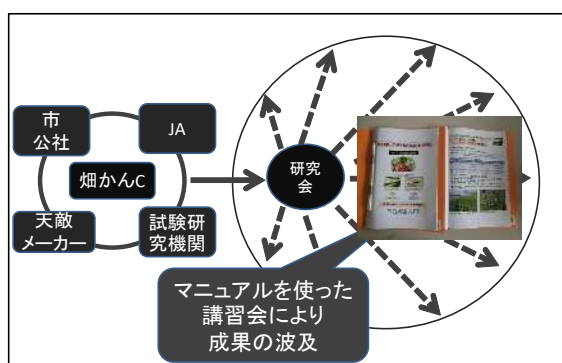 市
公社
JA
畑かんC
天敵
メーカー
試験研
究機関
研究
会
マニュアルを使った
講習会により
成果の波及